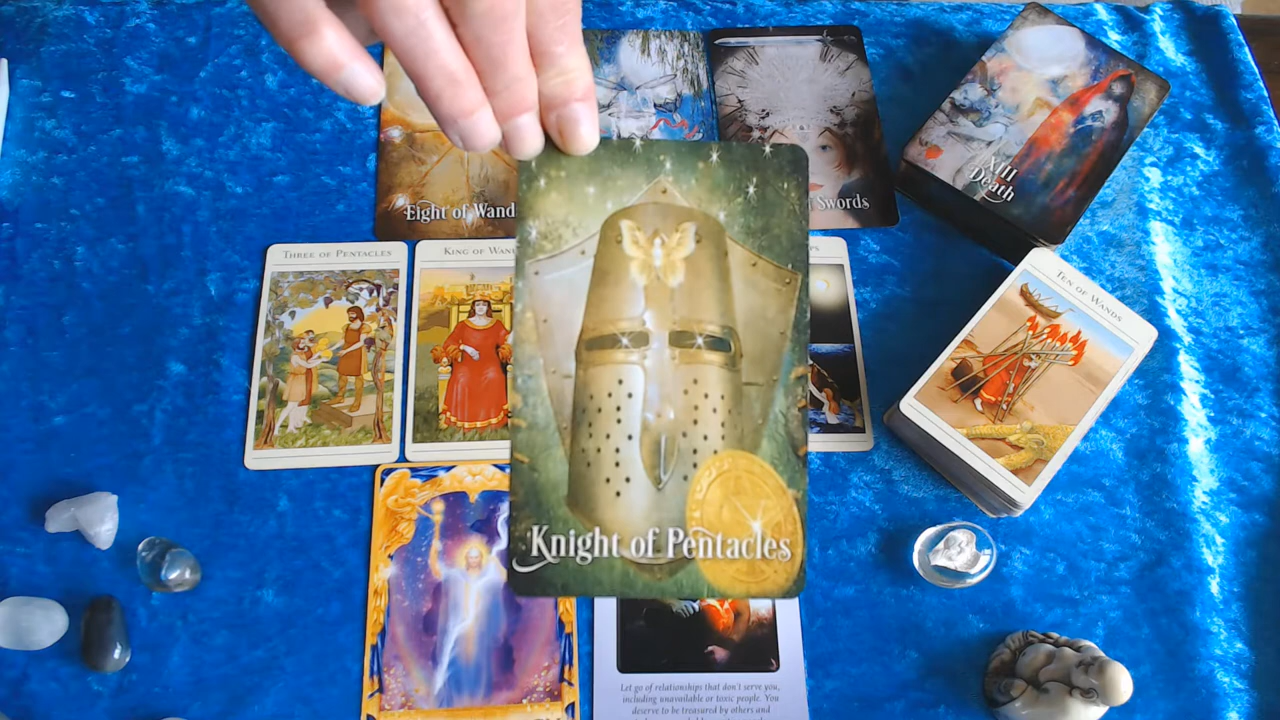 Eight of Wand
f Swords
XIII
Death
THREE OF PENTACLES
KING OF WAN
PS
TEN OF WANDS
Knight of Pentacles
Let go of relationships that don't serve you,
including unavailable or toxic people. You
deserve to be treasured by others and